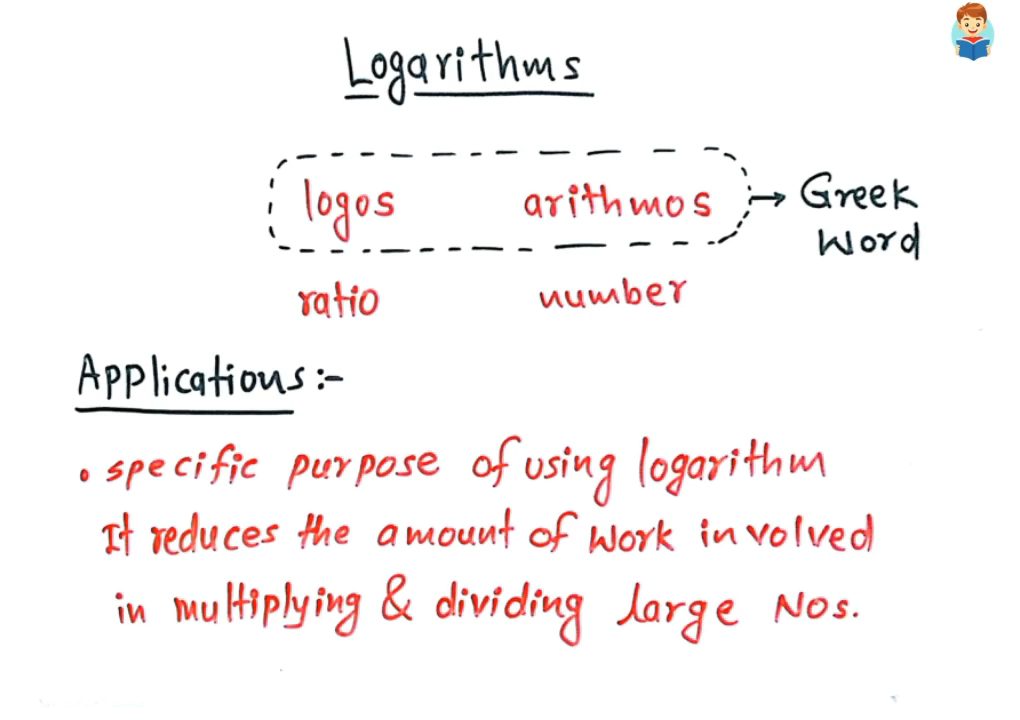 Logarithms
logos arithmos → Greek
Word
ratio number
Applications :-
• specific purpose of using logarithm
It reduces the amount of work involved
in multiplying & dividing large Nos.